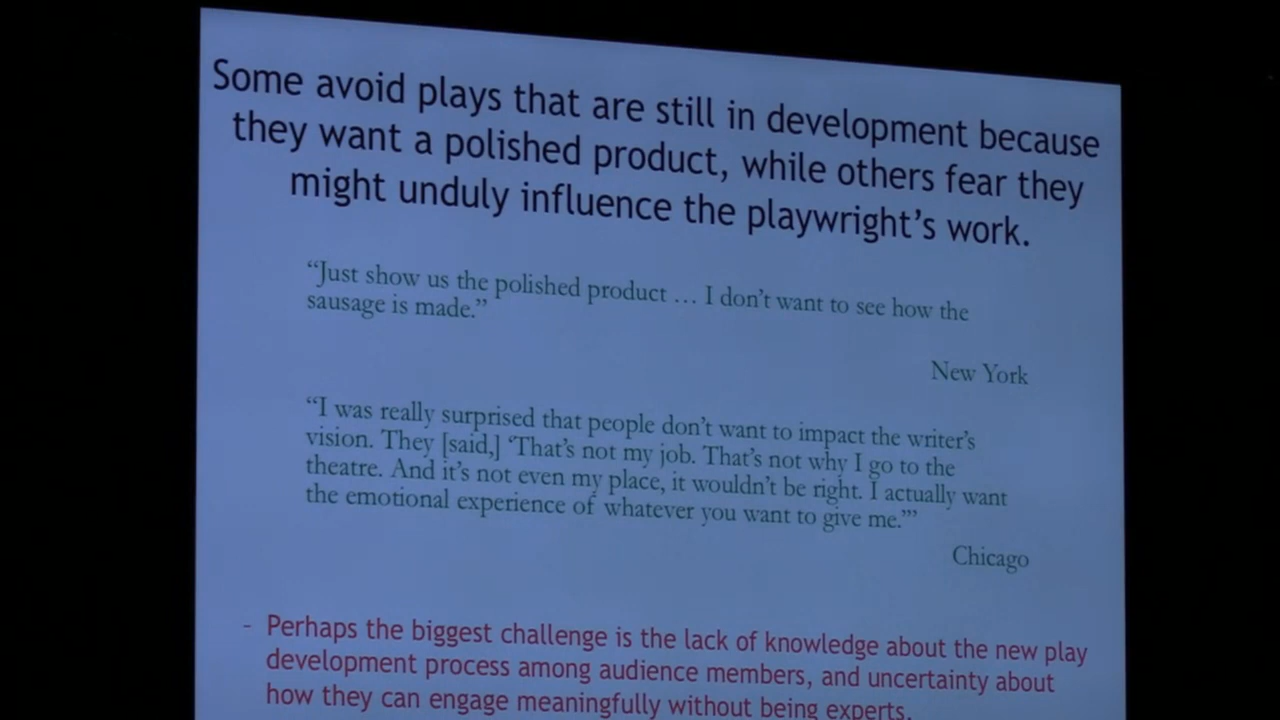 Some avoid plays that are still in development because
they want a polished product, while others fear they
might unduly influence the playwright's work.
“Just show us the polished product … I don't want to see how the
sausage is made.”
New York
“I was really surprised that people don't want to impact the writer's
vision. They [said,] ‘That's not my job. That's not why I go to the
theatre. And it's not even my place, it wouldn't be right. I actually want
the emotional experience of whatever you want to give me.’”
Chicago
- Perhaps the biggest challenge is the lack of knowledge about the new play
development process among audience members, and uncertainty about
how they can engage meaningfully without being experts.